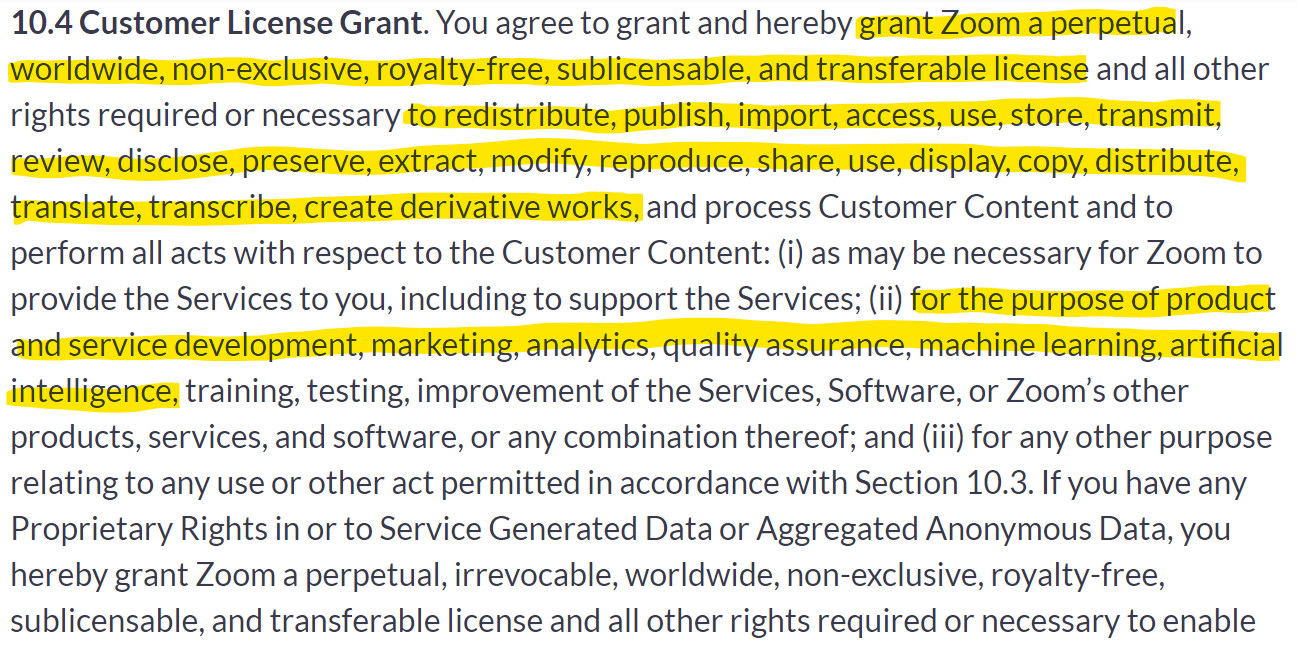 10.4 Customer License Grant. You agree to grant and hereby grant Zoom a perpetual,
worldwide, non-exclusive, royalty-free, sublicensable, and transferable license and all other
rights required or necessary to redistribute, publish, import, access, use, store, transmit,
review, disclose, preserve, extract, modify, reproduce, share, use, display, copy, distribute,
translate, transcribe, create derivative works, and process Customer Content and to
perform all acts with respect to the Customer Content: (i) as may be necessary for Zoom to
provide the Services to you, including to support the Services; (ii) for the purpose of product
and service development, marketing, analytics, quality assurance, machine learning, artificial
intelligence, training, testing, improvement of the Services, Software, or Zoom’s other
products, services, and software, or any combination thereof; and (iii) for any other purpose
relating to any use or other act permitted in accordance with Section 10.3. If you have any
Proprietary Rights in or to Service Generated Data or Aggregated Anonymous Data, you
hereby grant Zoom a perpetual, irrevocable, worldwide, non-exclusive, royalty-free,
sublicensable, and transferable license and all other rights required or necessary to enable